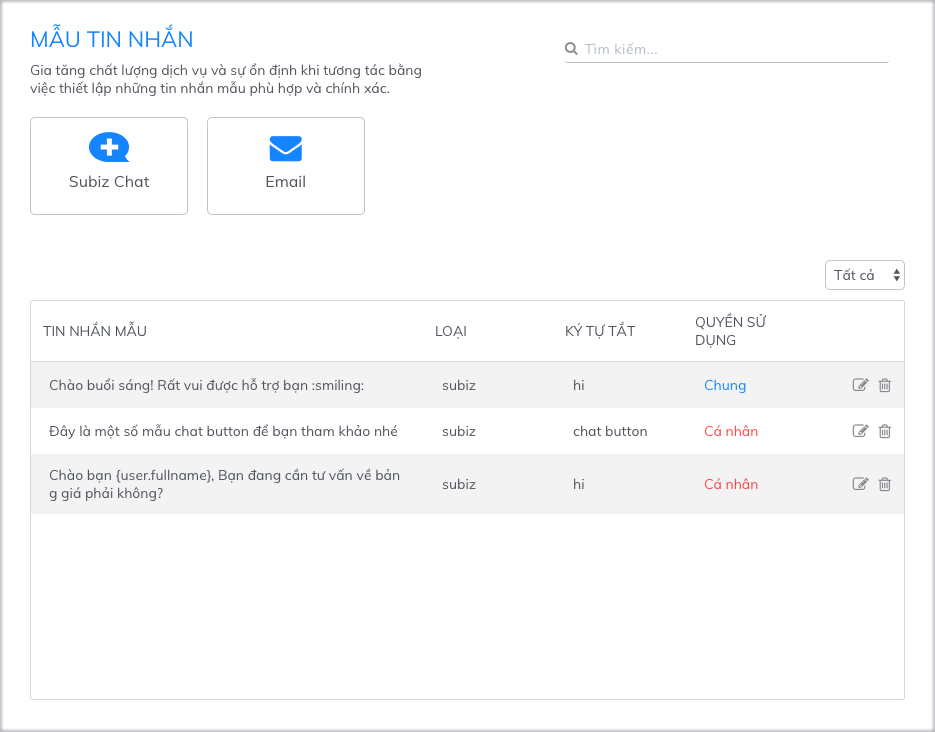 MẪU TIN NHẮN
Tìm kiếm...
Gia tăng chất lượng dịch vụ và sự ổn định khi tương tác bằng
việc thiết lập những tin nhắn mẫu phù hợp và chính xác.
Subiz Chat
Email
Tất cả
TIN NHẮN MẪU LOẠI KÝ TỰ TẮT QUYỀN SỬ
DỤNG
Chào buổi sáng! Rất vui được hỗ trợ bạn :smiling: subiz hi Chung
Đây là một số mẫu chat button để bạn tham khảo nhé subiz chat button Cá nhân
Chào bạn {user.fullname}, Bạn đang cần tư vấn về bản
g giá phải không? subiz hi Cá nhân